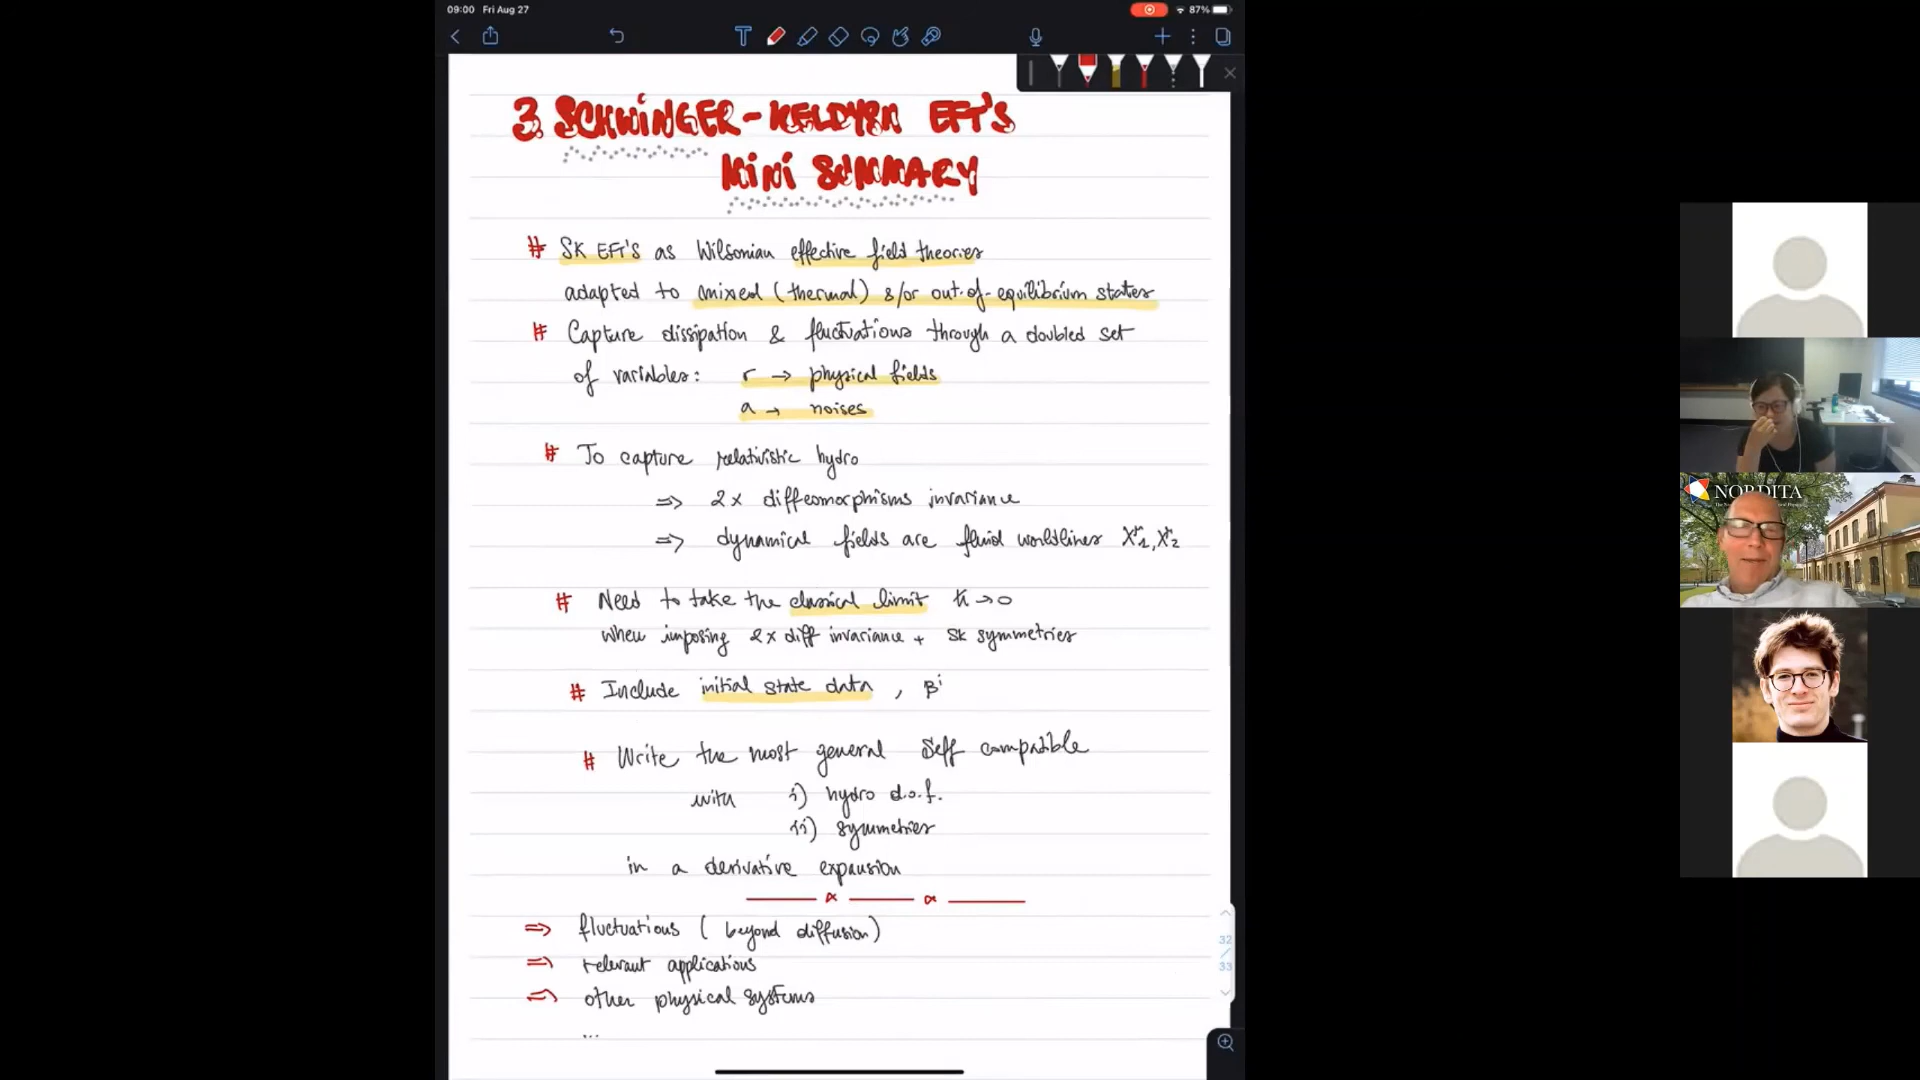 09:00 Fri Aug 27
87%
3. SCHWINGER-KELDYSH EFT'S
MINI SUMMARY
# SK EFT'S as Wilsonian effective field theories
adapted to mixed (thermal) &/or out-of-equilibrium states
# Capture dissipation & fluctuations through a doubled set
of variables: r → physical fields
a → noises
# To capture relativistic hydro
⇒ 2x diffeomorphisms invariance
⇒ dynamical fields are fluid worldlines X^μ_1, X^μ_2
# Need to take the classical limit ħ→0
when imposing 2x diff invariance + SK symmetries
# Include initial state data, β^i
# Write the most general Seff compatible
with i) hydro d.o.f.
ii) symmetries
in a derivative expansion
⇒ fluctuations (beyond diffusion)
⇒ relevant applications
⇒ other physical systems
...
32
/
33
NORDITA